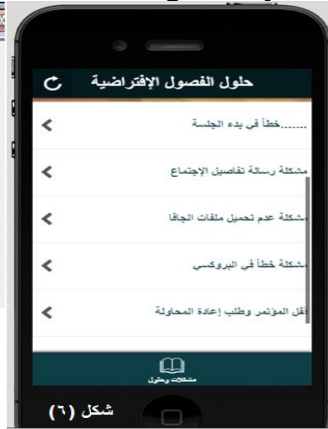 حلول الفصول الإفتراضية
.......خطأ في بدء الجلسة
مشكلة رسالة تفاصيل الإجتماع
مشكلة عدم تحميل ملفات الجافا
مشكلة خطأ في البروكسي
قفل المؤتمر وطلب إعادة المحاولة
مشكلات وحلول
شكل (٦)